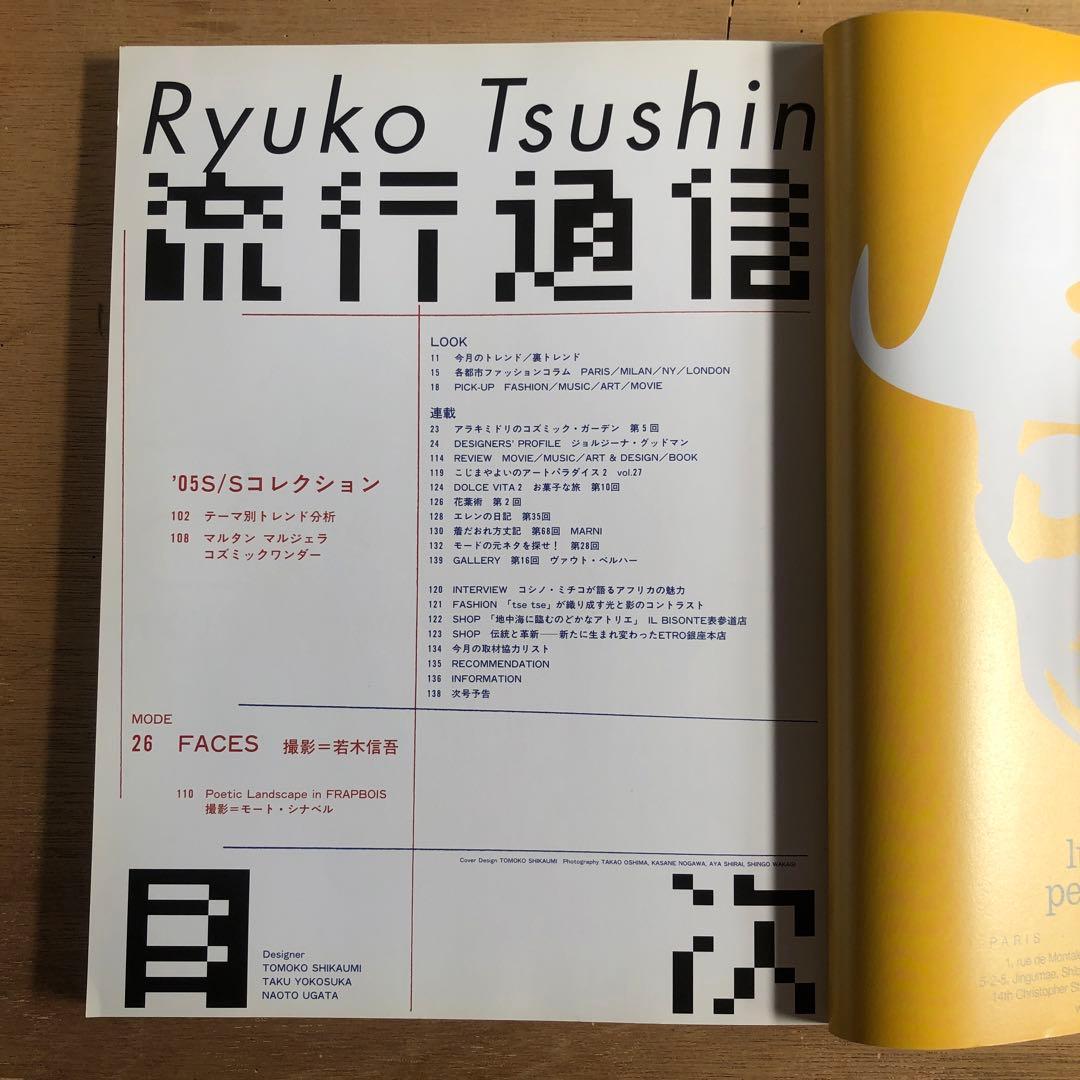 Ryuko Tsushin
流行通信
LOOK
11 今月のトレンド／裏トレンド
15 各都市ファッションコラム PARIS／MILAN／NY／LONDON
18 PICK-UP FASHION／MUSIC／ART／MOVIE
連載
23 アラキミドリのコズミック・ガーデン 第5回
24 DESIGNERS' PROFILE ジョルジーナ・グッドマン
114 REVIEW MOVIE／MUSIC／ART & DESIGN／BOOK
119 こじまやよいのアートパラダイス2 vol.27
124 DOLCE VITA 2 お菓子な旅 第10回
126 花葉術 第2回
128 エレンの日記 第35回
130 着だおれ方丈記 第68回 MARNI
132 モードの元ネタを探せ！ 第28回
139 GALLERY 第16回 ヴァウト・ベルハー
120 INTERVIEW コシノ・ミチコが語るアフリカの魅力
121 FASHION 「tse tse」が織り成す光と影のコントラスト
122 SHOP 「地中海に臨むのどかなアトリエ」 IL BISONTE表参道店
123 SHOP 伝統と革新──新たに生まれ変わったETRO銀座本店
134 今月の取材協力リスト
135 RECOMMENDATION
136 INFORMATION
138 次号予告
'05S/Sコレクション
102 テーマ別トレンド分析
108 マルタン マルジェラ
コズミックワンダー
MODE
26 FACES 撮影＝若木信吾
110 Poetic Landscape in FRAPBOIS
撮影＝モート・シナベル
Cover Design TOMOKO SHIKAUMI Photography TAKAO OSHIMA, KASANE NOGAWA, AYA SHIRAI, SHINGO WAKAGI
目次
Designer
TOMOKO SHIKAUMI
TAKU YOKOSUKA
NAOTO UGATA
PARIS
1, rue de
5-2-5, Jingumae,
14th Christopher